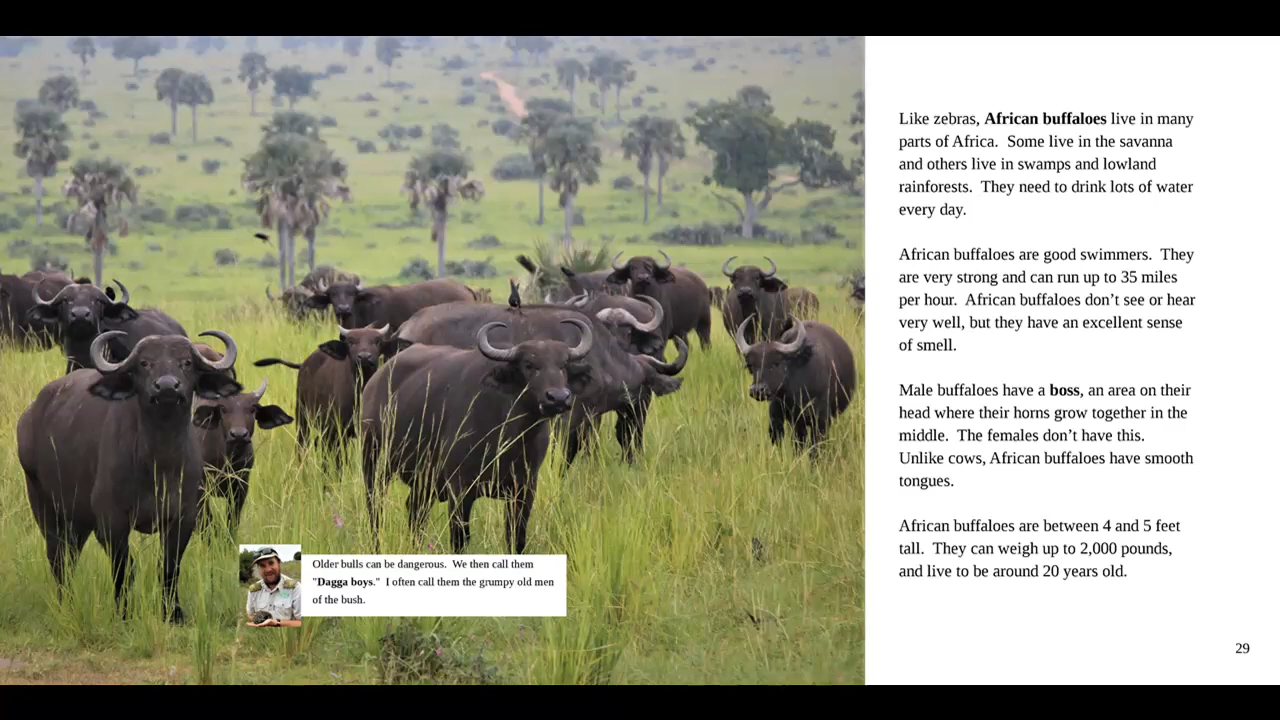 Like zebras, African buffaloes live in many
parts of Africa.  Some live in the savanna
and others live in swamps and lowland
rainforests.  They need to drink lots of water
every day.
African buffaloes are good swimmers.  They
are very strong and can run up to 35 miles
per hour.  African buffaloes don’t see or hear
very well, but they have an excellent sense
of smell.
Male buffaloes have a boss, an area on their
head where their horns grow together in the
middle.  The females don’t have this.
Unlike cows, African buffaloes have smooth
tongues.
African buffaloes are between 4 and 5 feet
tall.  They can weigh up to 2,000 pounds,
and live to be around 20 years old.
Older bulls can be dangerous.  We then call them
"Dagga boys."  I often call them the grumpy old men
of the bush.
29